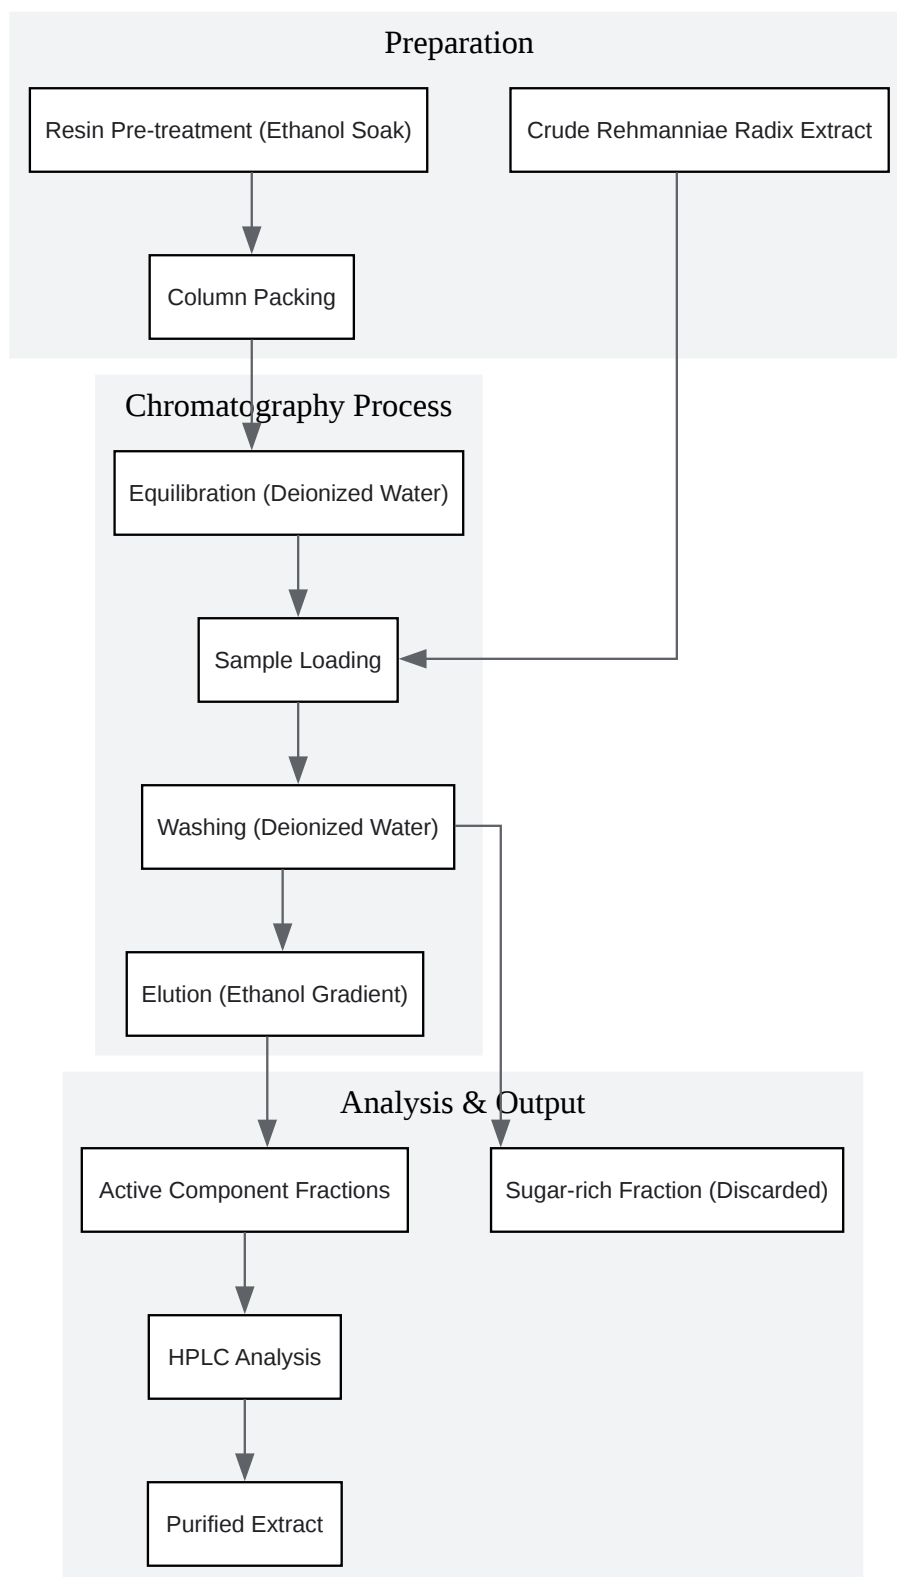 Preparation
Resin Pre-treatment (Ethanol Soak)
Crude Rehmanniae Radix Extract
Column Packing
Chromatography Process
Equilibration (Deionized Water)
Sample Loading
Washing (Deionized Water)
Elution (Ethanol Gradient)
Analysis & Output
Active Component Fractions
Sugar-rich Fraction (Discarded)
HPLC Analysis
Purified Extract